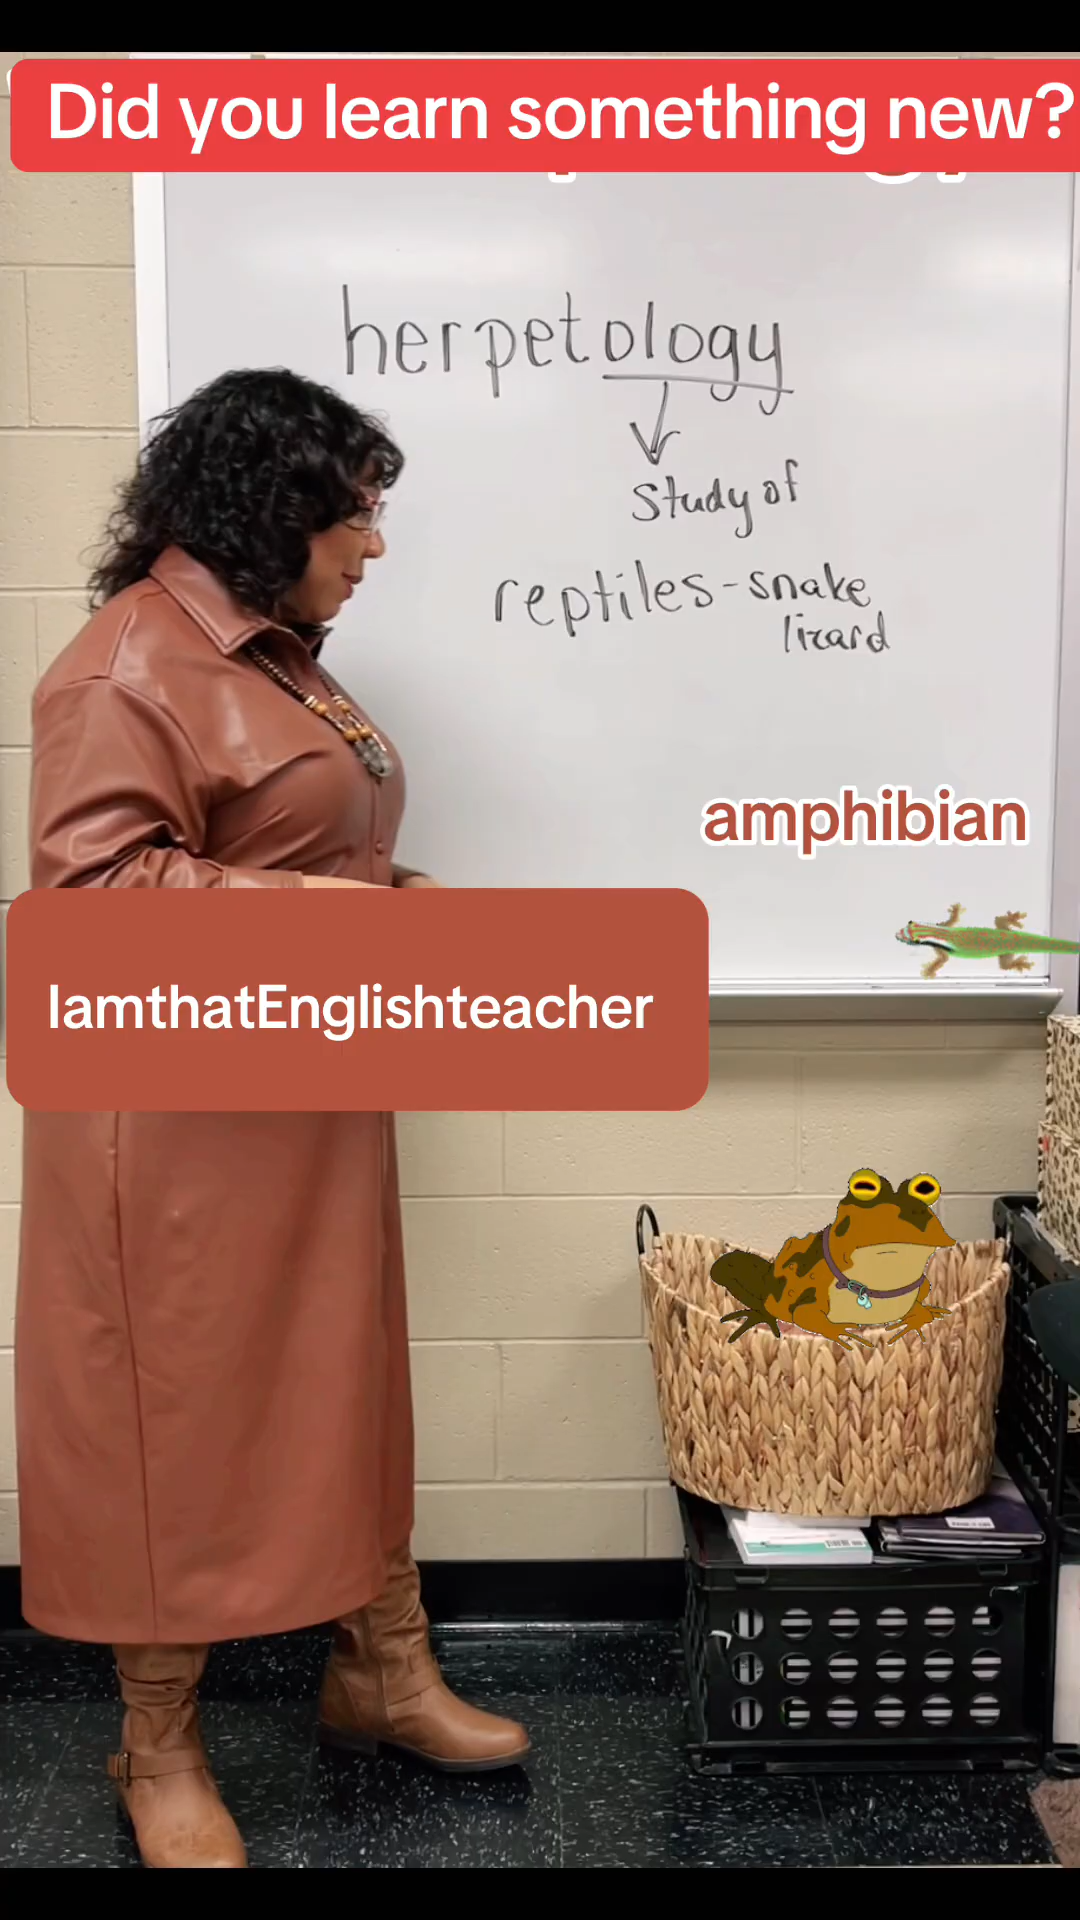 Did you learn something new?
herpetology
study of
reptiles-snake
lizard
amphibian
IamthatEnglishteacher